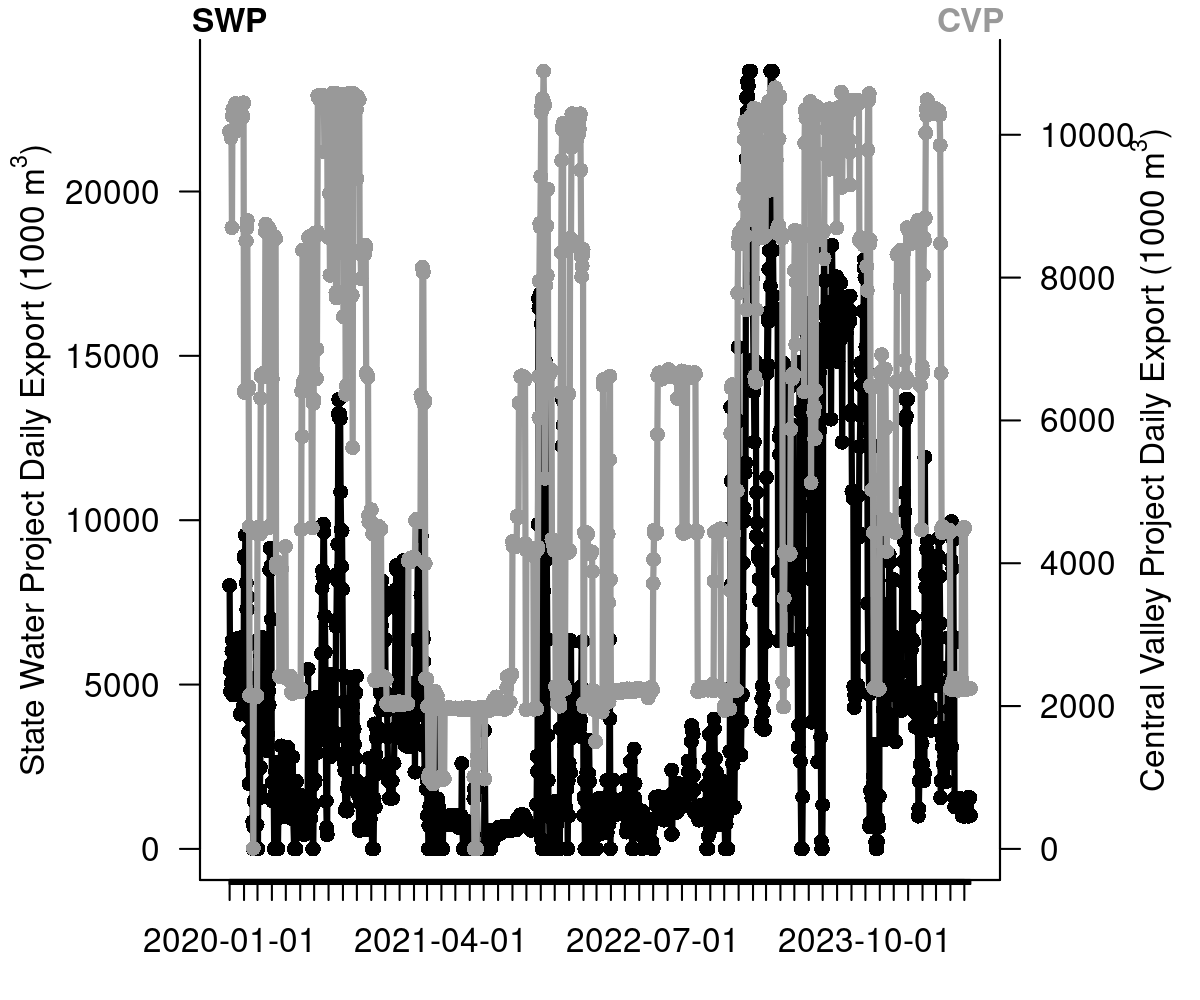 SWP
CVP
State Water Project Daily Export (1000 m³)
20000
15000
10000
5000
0
10000
8000
6000
4000
2000
0
Central Valley Project Daily Export (1000 m³)
2020-01-01 2021-04-01 2022-07-01 2023-10-01